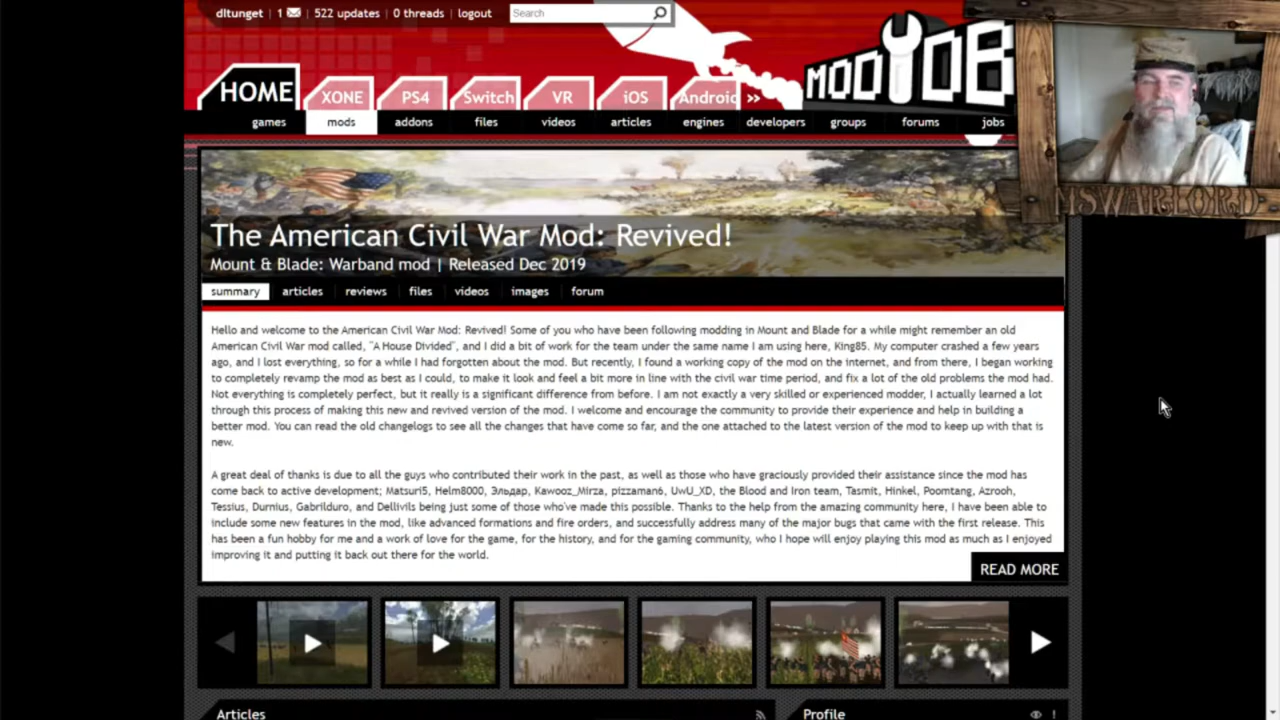 dltunget | 1 | 522 updates | 0 threads | logout
Search
MODDB
HOME XONE PS4 Switch VR iOS Android »
games mods addons files videos articles engines developers groups forums jobs
MSWARLORD
The American Civil War Mod: Revived!
Mount & Blade: Warband mod | Released Dec 2019
summary articles reviews files videos images forum
Hello and welcome to the American Civil War Mod: Revived! Some of you who have been following modding in Mount and Blade for a while might remember an old
American Civil War mod called, "A House Divided", and I did a bit of work for the team under the same name I am using here, King85. My computer crashed a few years
ago, and I lost everything, so for a while I had forgotten about the mod. But recently, I found a working copy of the mod on the internet, and from there, I began working
to completely revamp the mod as best as I could, to make it look and feel a bit more in line with the civil war time period, and fix a lot of the old problems the mod had.
Not everything is completely perfect, but it really is a significant difference from before. I am not exactly a very skilled or experienced modder, I actually learned a lot
through this process of making this new and revived version of the mod. I welcome and encourage the community to provide their experience and help in building a
better mod. You can read the old changelogs to see all the changes that have come so far, and the one attached to the latest version of the mod to keep up with that is
new.
A great deal of thanks is due to all the guys who contributed their work in the past, as well as those who have graciously provided their assistance since the mod has
come back to active development; Matsuri5, Helm8000, Эльдар, Kawooz_Mirza, pizzaman6, UwU_XD, the Blood and Iron team, Tasmit, Hinkel, Poomtang, Azrooh,
Tessius, Durnius, Gabrilduro, and Dellivils being just some of those who've made this possible. Thanks to the help from the amazing community here, I have been able to
include some new features in the mod, like advanced formations and fire orders, and successfully address many of the major bugs that came with the first release. This
has been a fun hobby for me and a work of love for the game, for the history, and for the gaming community, who I hope will enjoy playing this mod as much as I enjoyed
improving it and putting it back out there for the world.
READ MORE
Articles
Profile